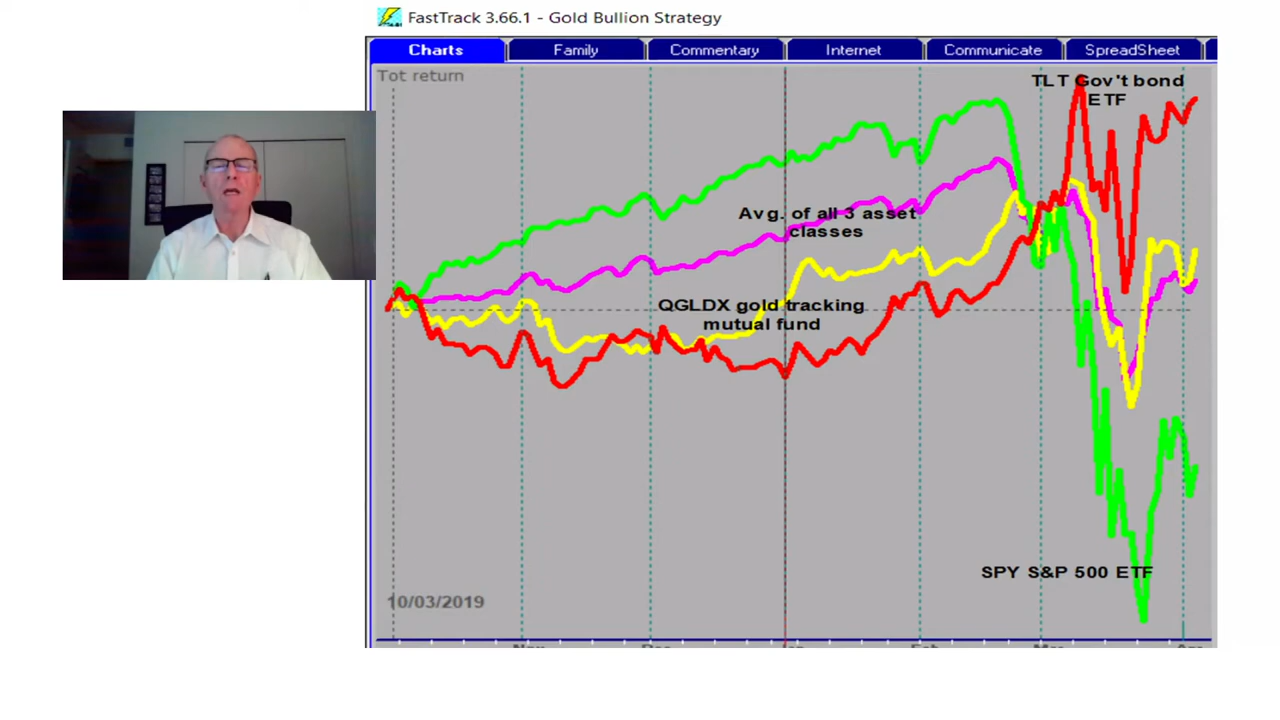 FastTrack 3.66.1 - Gold Bullion Strategy
Charts Family Commentary Internet Communicate SpreadSheet
Tot return
TLT Gov't bond
ETF
Avg. of all 3 asset
classes
QGLDX gold tracking
mutual fund
SPY S&P 500 ETF
10/03/2019